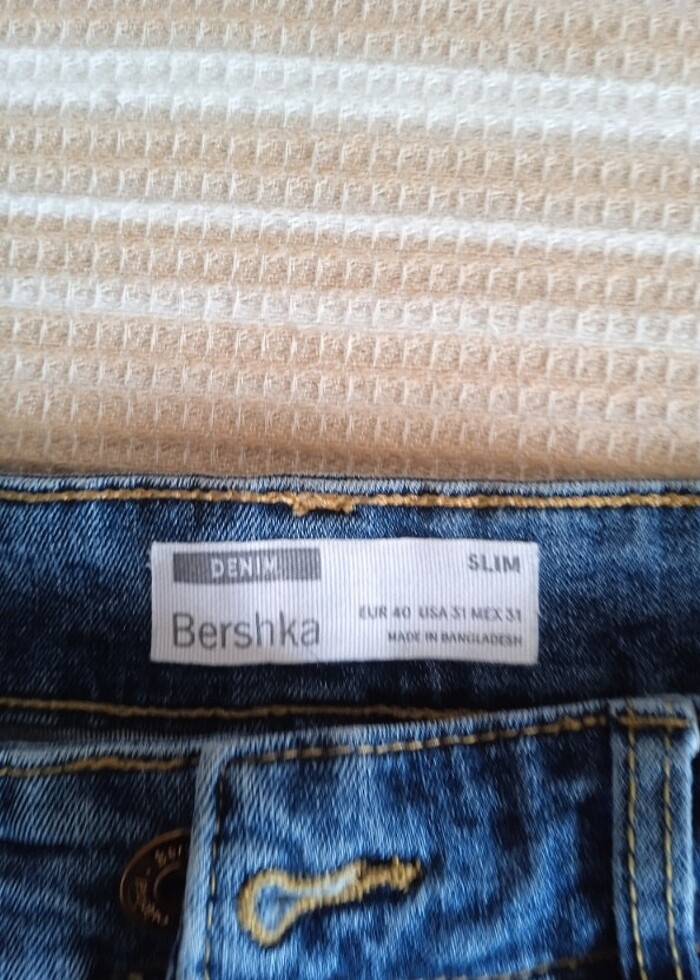 DENIM
SLIM
Bershka
EUR 40 USA 31 MEX 31
MADE IN BANGLADESH